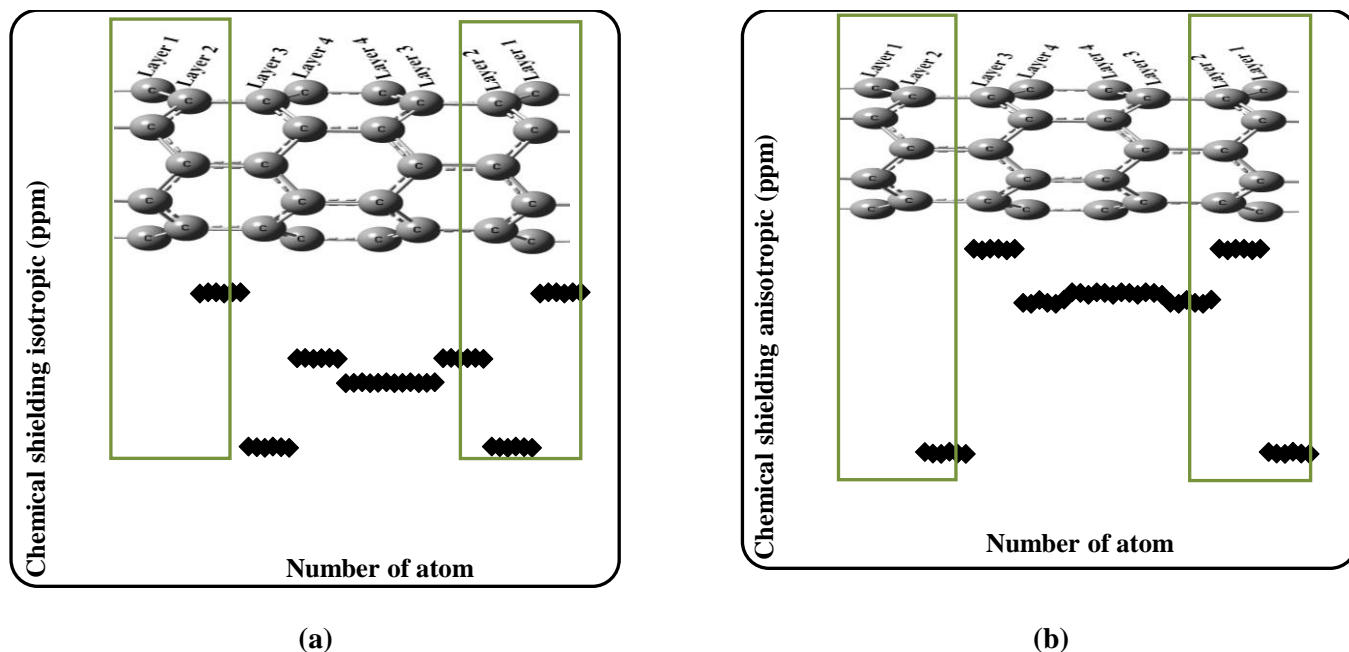 Chemical shielding isotropic (ppm)
Layer 1
Layer 2
Layer 3
Layer 4
Layer 4
Layer 3
Layer 2
Layer 1
C C C C C C C C
C C C C
C C C C
C C C C
C C C C
C C C C
Number of atom
(a)
Chemical shielding anisotropic (ppm)
Layer 1
Layer 2
Layer 3
Layer 4
Layer 4
Layer 3
Layer 2
Layer 1
C C C C C C C C
C C C C
C C C C
C C C C
C C C C
C C C C
Number of atom
(b)